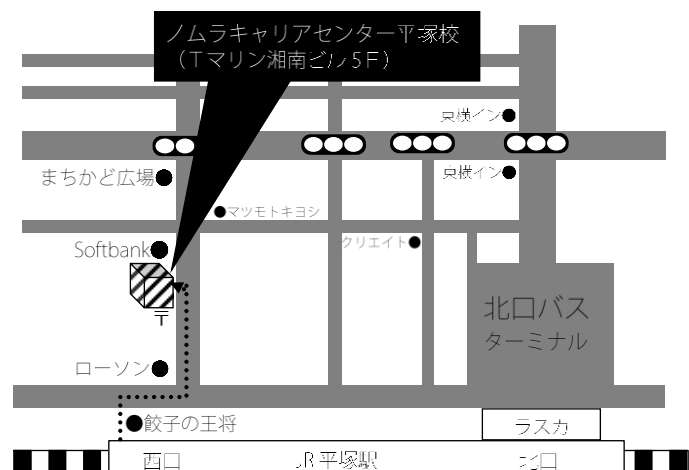 ノムラキャリアセンター平塚校
（Tマリン湘南ビル5F）
東横イン
まちかど広場
東横イン
マツモトキヨシ
クリエイト
Softbank
北口バス
ターミナル
〒
ローソン
餃子の王将
ラスカ
西口
JR平塚駅
北口